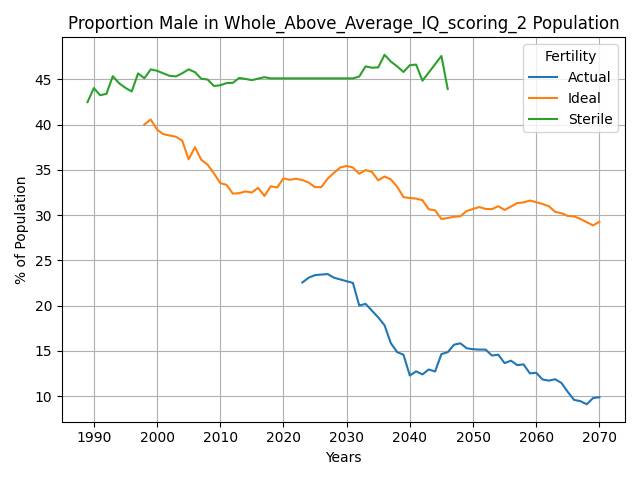 Proportion Male in Whole_Above_Average_IQ_scoring_2 Population
Fertility
Actual
Ideal
Sterile
% of Population
45
40
35
30
25
20
15
10
1990 2000 2010 2020 2030 2040 2050 2060 2070
Years